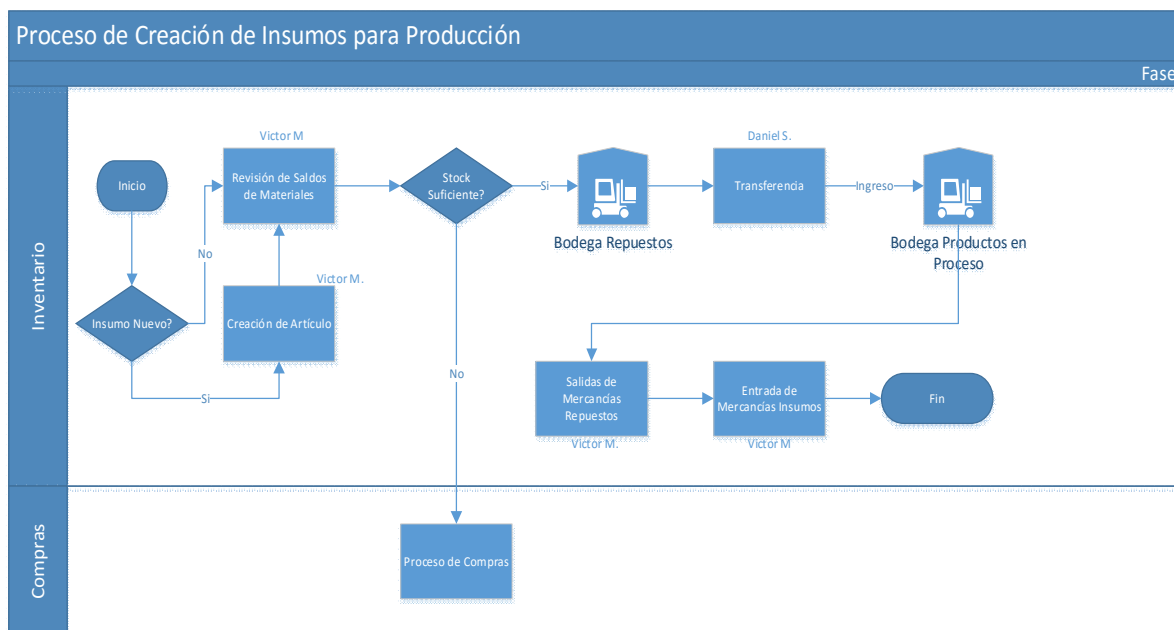 Proceso de Creación de Insumos para Producción
Fase
Inventario
Victor M
Daniel S.
Inicio
Revisión de Saldos
de Materiales
Stock
Suficiente?
Si
Transferencia
Ingreso
Bodega Repuestos
Bodega Productos en
Proceso
No
Victor M.
Insumo Nuevo?
Creación de Artículo
Si
No
Salidas de
Mercancías
Repuestos
Victor M.
Entrada de
Mercancías Insumos
Victor M
Fin
Compras
Proceso de Compras